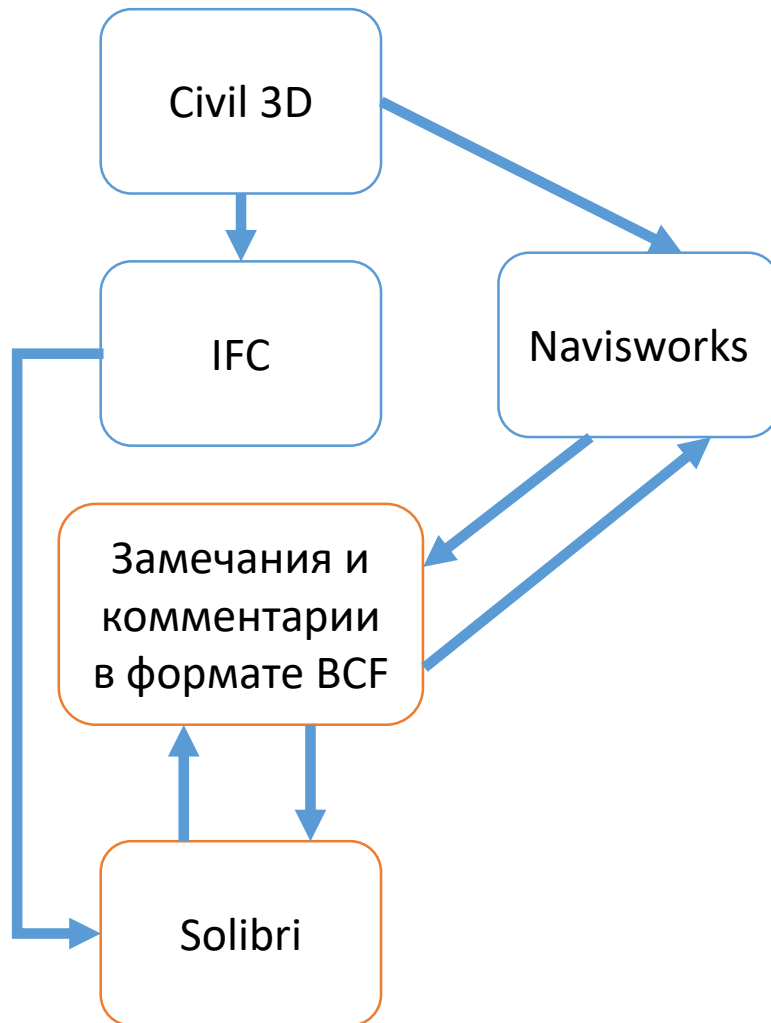 Civil 3D
IFC
Navisworks
Замечания и
комментарии
в формате BCF
Solibri